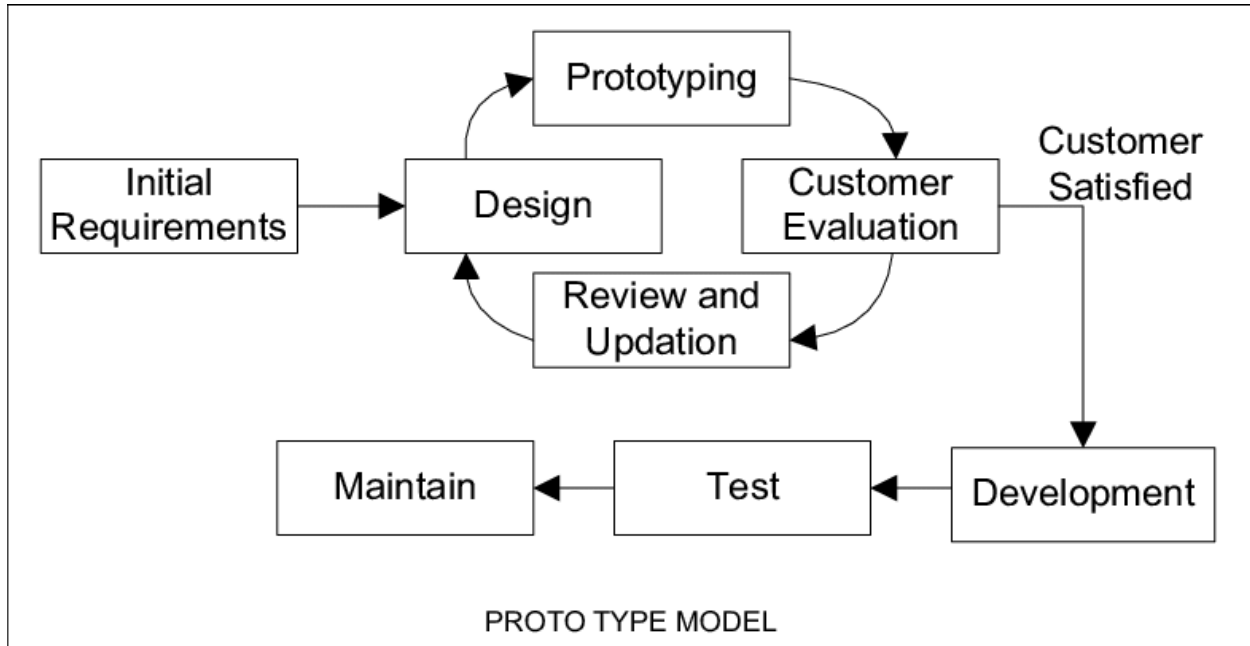 Prototyping
Customer
Satisfied
Initial
Requirements
Design
Customer
Evaluation
Review and
Updation
Maintain
Test
Development
PROTO TYPE MODEL